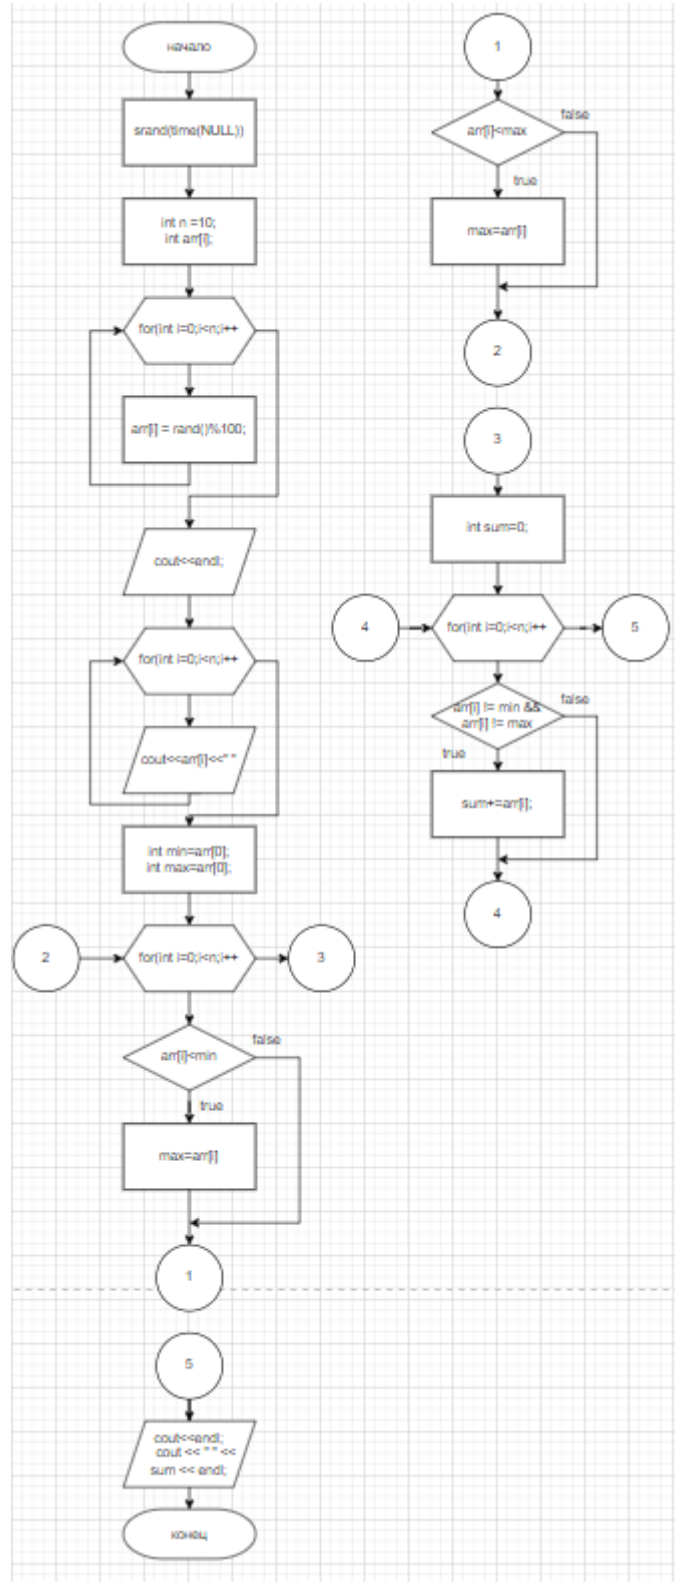 начало
srand(time(NULL))
int n =10;
int arr[i];
for(int i=0;i<n;i++
arr[i] = rand()%100;
cout<<endl;
for(int i=0;i<n;i++
cout<<arr[i]<<" "
int min=arr[0];
int max=arr[0];
2
for(int i=0;i<n;i++
3
arr[i]<min
false
true
max=arr[i]
1
5
cout<<endl;
cout << " " <<
sum << endl;
конец
1
arr[i]<max
false
true
max=arr[i]
2
3
int sum=0;
4
for(int i=0;i<n;i++
5
arr[i] != min &&
arr[i] != max
false
true
sum+=arr[i];
4